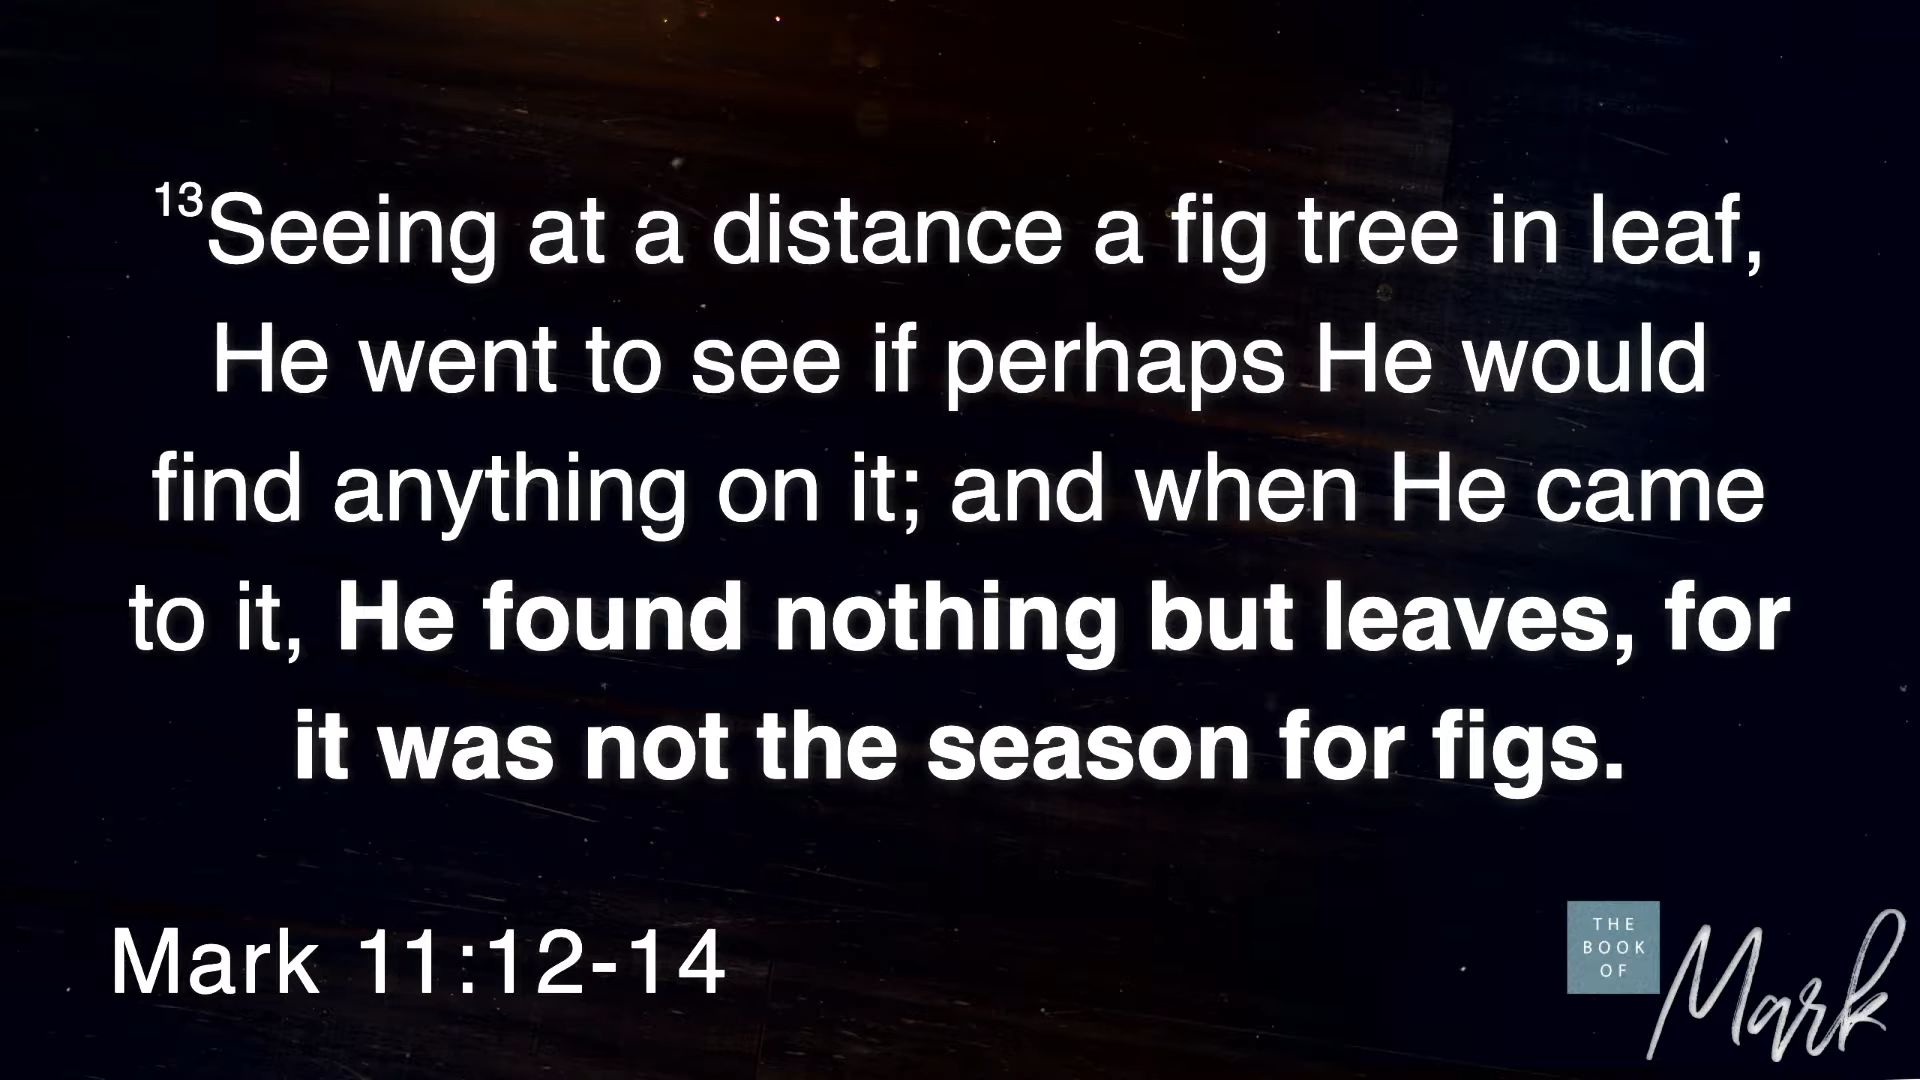 ¹³Seeing at a distance a fig tree in leaf,
He went to see if perhaps He would
find anything on it; and when He came
to it, He found nothing but leaves, for
it was not the season for figs.
Mark 11:12-14
THE
BOOK
OF
Mark